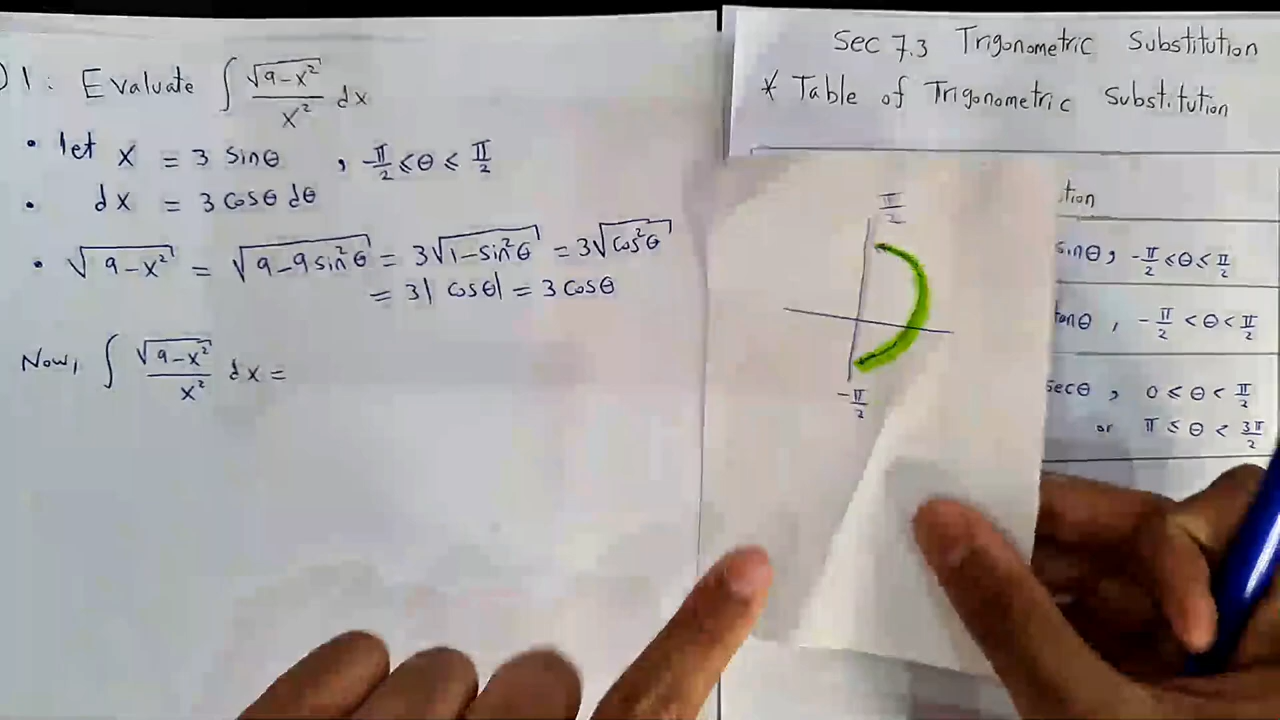 1: Evaluate ∫ √(9-x²)/x² dx
• let x = 3 sinθ , -π/2 ≤ θ ≤ π/2
• dx = 3 cosθ dθ
• √(9-x²) = √(9-9sin²θ) = 3√(1-sin²θ) = 3√(cos²θ)
= 3|cosθ| = 3 cosθ
Now, ∫ √(9-x²)/x² dx =
Sec 7.3 Trigonometric Substitution
* Table of Trigonometric Substitution
π/2
-π/2
tion
sinθ, -π/2 ≤ θ ≤ π/2
tanθ, -π/2 < θ < π/2
secθ, 0 ≤ θ < π/2
or π ≤ θ < 3π/2